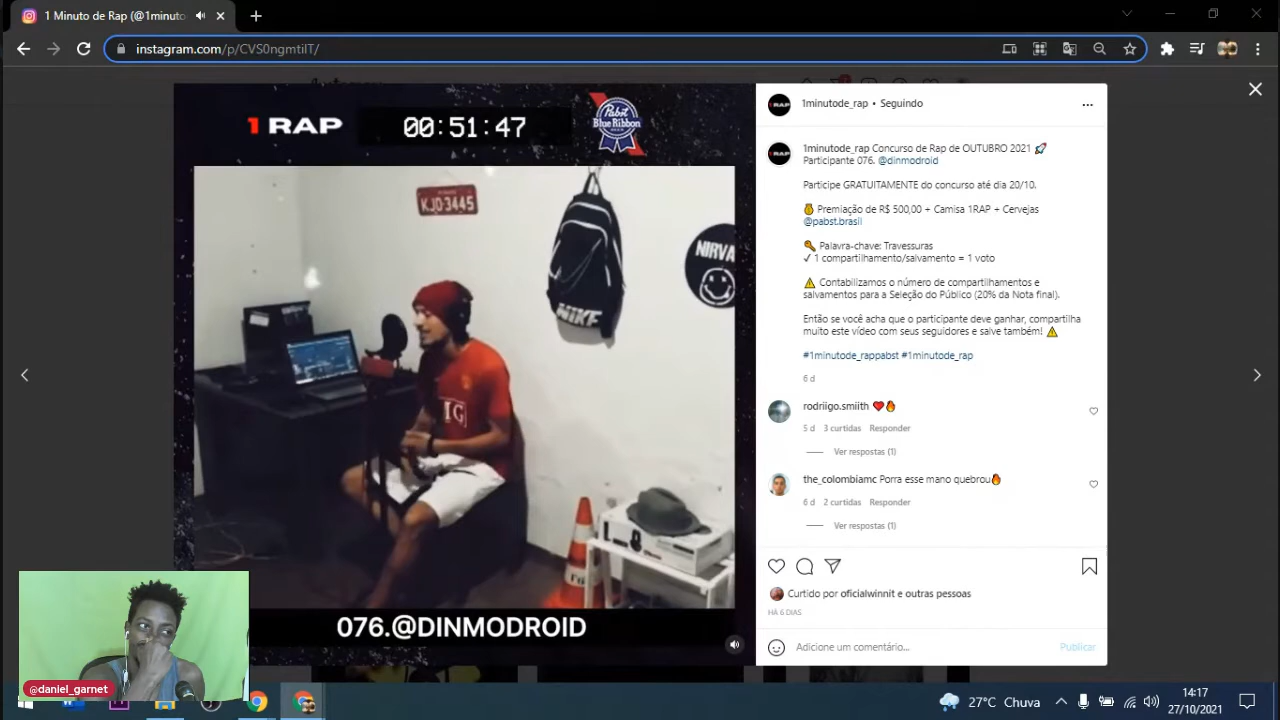 1 Minuto de Rap (@1minuto
instagram.com/p/CVS0ngmtiIT/
1 RAP
00:51:47
Pabst
Blue Ribbon
KJD 3445
NIRVA
NIKE
076.@DINMODROID
@daniel_garnet
1minutode_rap • Seguindo
1minutode_rap Concurso de Rap de OUTUBRO 2021 🚀
Participante 076. @dinmodroid
Participe GRATUITAMENTE do concurso até dia 20/10.
🏅 Premiação de R$ 500,00 + Camisa 1RAP + Cervejas
@pabst.brasil
🔑 Palavra-chave: Travessuras
✓ 1 compartilhamento/salvamento = 1 voto
⚠️ Contabilizamos o número de compartilhamentos e
salvamentos para a Seleção do Público (20% da Nota final).
Então se você acha que o participante deve ganhar, compartilha
muito este vídeo com seus seguidores e salve também! ⚠️
#1minutode_rappabst #1minutode_rap
6 d
rodriigo.smiith ❤️🔥
5 d 3 curtidas Responder
Ver respostas (1)
the_colombiamc Porra esse mano quebrou🔥
6 d 2 curtidas Responder
Ver respostas (1)
Curtido por oficialwinnit e outras pessoas
HÁ 6 DIAS
Adicione um comentário...
Publicar
27°C Chuva
14:17
27/10/2021